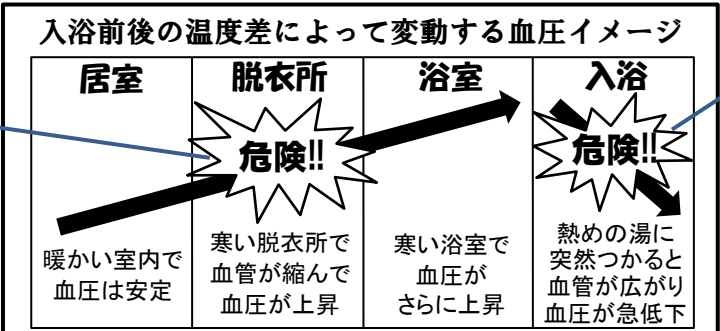 入浴前後の温度差によって変動する血圧イメージ
居室
脱衣所
浴室
入浴
危険!!
危険!!
暖かい室内で
血圧は安定
寒い脱衣所で
血管が縮んで
血圧が上昇
寒い浴室で
血圧が
さらに上昇
熱めの湯に
突然つかると
血管が広がり
血圧が急低下